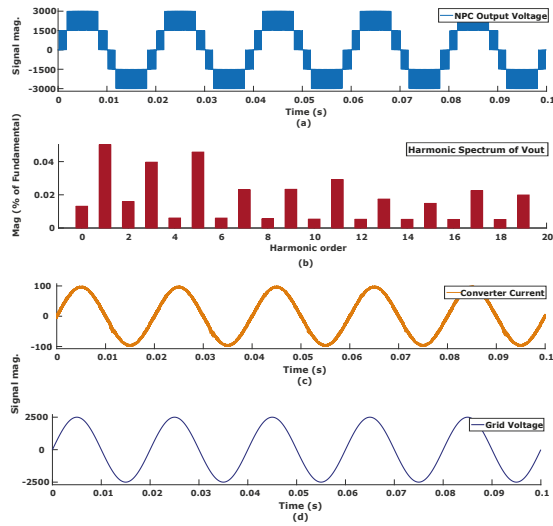 Signal mag.
3000
1500
0
-1500
-3000
NPC Output Voltage
0 0.01 0.02 0.03 0.04 0.05 0.06 0.07 0.08 0.09 0.1
Time (s)
(a)
Mag (% of Fundamental)
0.04
0.02
0
Harmonic Spectrum of Vout
0 2 4 6 8 10 12 14 16 18 20
Harmonic order
(b)
Signal mag.
100
0
-100
Converter Current
0 0.01 0.02 0.03 0.04 0.05 0.06 0.07 0.08 0.09 0.1
Time (s)
(c)
2500
0
-2500
Grid Voltage
0 0.01 0.02 0.03 0.04 0.05 0.06 0.07 0.08 0.09 0.1
Time (s)
(d)